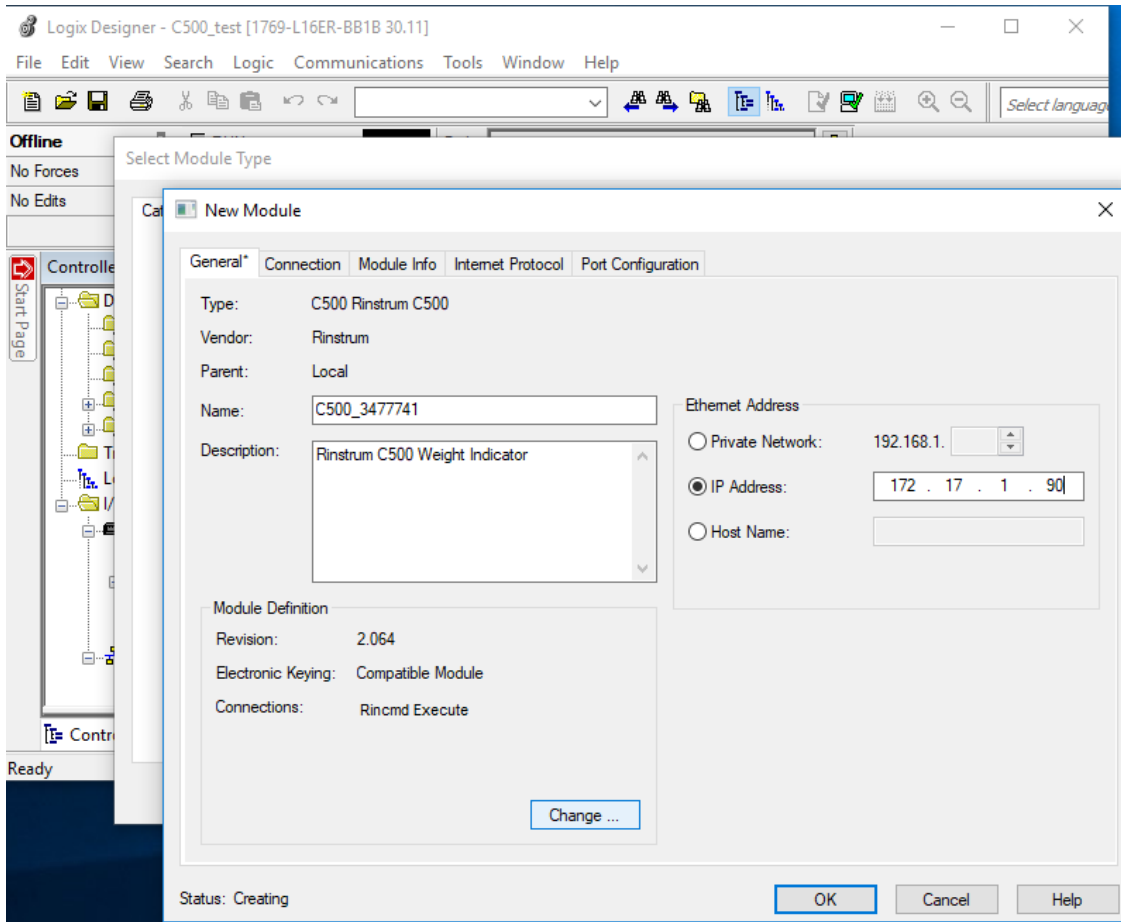 Logix Designer - C500_test [1769-L16ER-BB1B 30.11]
File Edit View Search Logic Communications Tools Window Help
Select language
Offline
No Forces
No Edits
Select Module Type
Start Page
New Module
General* Connection Module Info Internet Protocol Port Configuration
Type: C500 Rinstrum C500
Vendor: Rinstrum
Parent: Local
Name: C500_3477741
Description: Rinstrum C500 Weight Indicator
Ethernet Address
Private Network: 192.168.1.
IP Address: 172 . 17 . 1 . 90
Host Name:
Module Definition
Revision: 2.064
Electronic Keying: Compatible Module
Connections: Rincmd Execute
Change ...
Ready
Status: Creating
OK Cancel Help